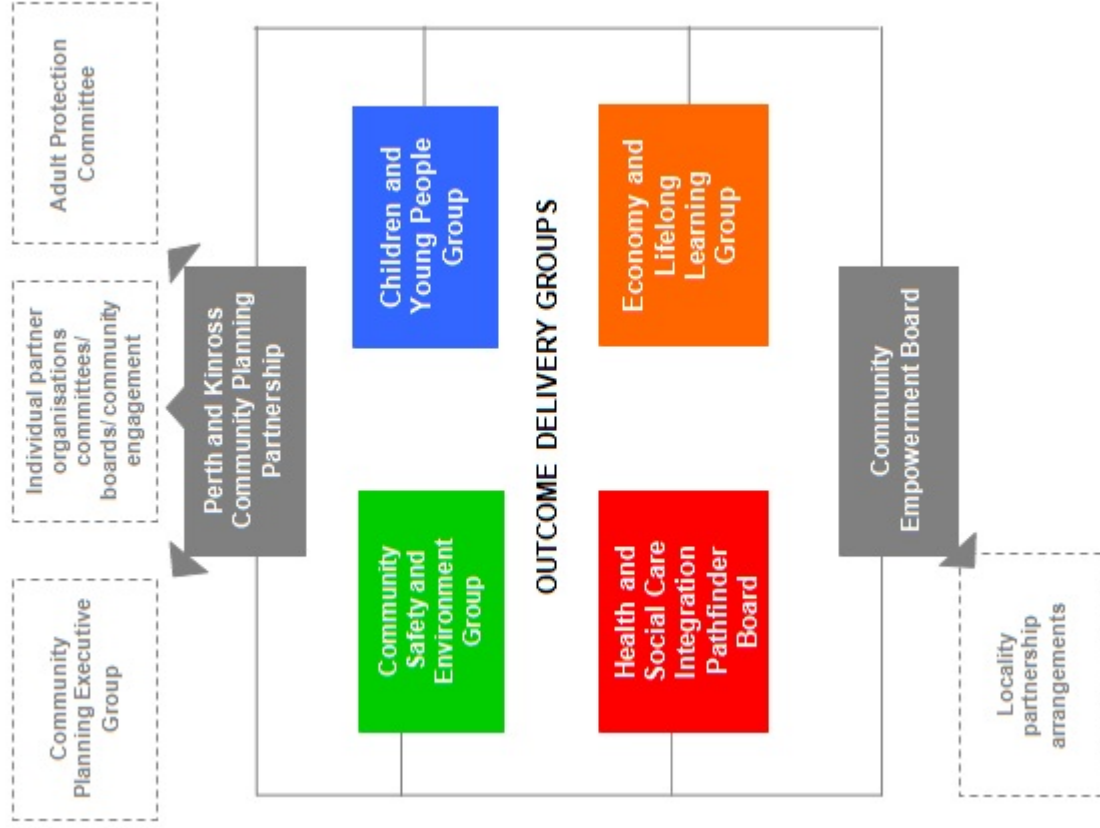 Community
Planning Executive
Group
Individual partner
organisations
committees/
boards/ community
engagement
Adult Protection
Committee
Perth and Kinross
Community Planning
Partnership
Community
Safety and
Environment
Group
Children and
Young People
Group
OUTCOME DELIVERY GROUPS
Health and
Social Care
Integration
Pathfinder
Board
Economy and
Lifelong
Learning
Group
Community
Empowerment Board
Locality
partnership
arrangements